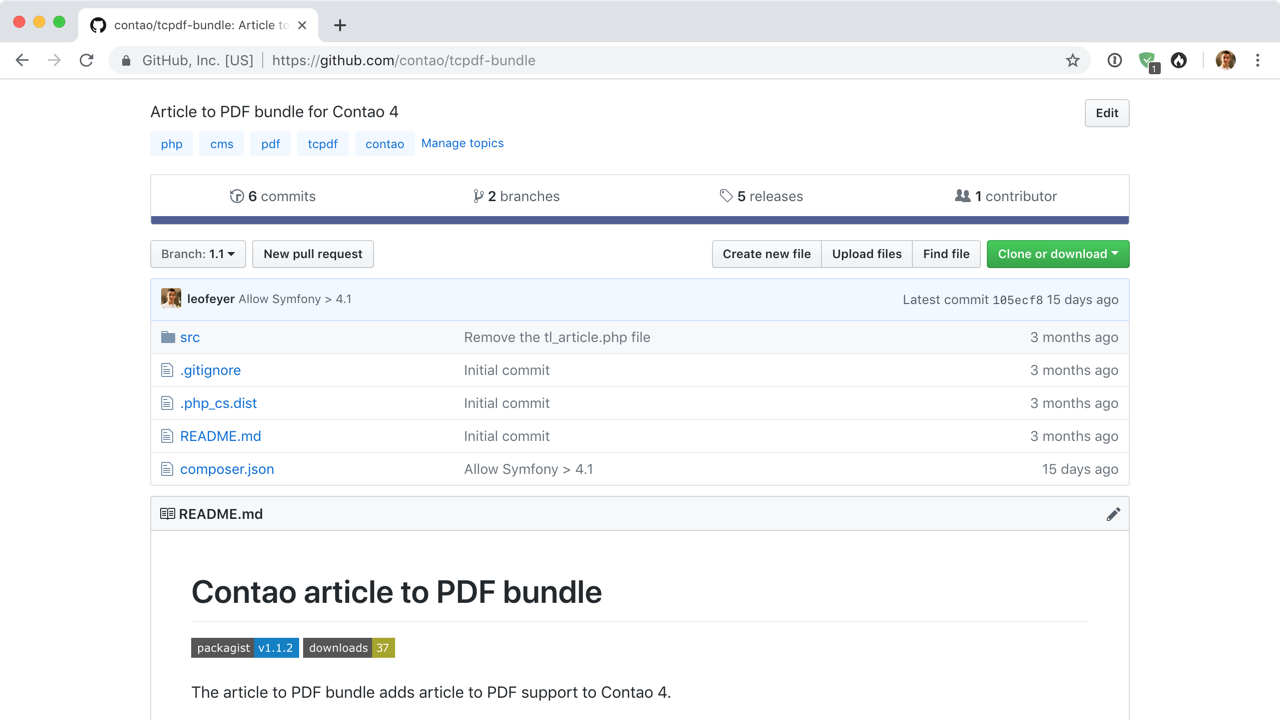 contao/tcpdf-bundle: Article to
GitHub, Inc. [US] https://github.com/contao/tcpdf-bundle
1
Article to PDF bundle for Contao 4
Edit
php cms pdf tcpdf contao Manage topics
6 commits 2 branches 5 releases 1 contributor
Branch: 1.1 New pull request Create new file Upload files Find file Clone or download
leofeyer Allow Symfony > 4.1 Latest commit 105ecf8 15 days ago
src Remove the tl_article.php file 3 months ago
.gitignore Initial commit 3 months ago
.php_cs.dist Initial commit 3 months ago
README.md Initial commit 3 months ago
composer.json Allow Symfony > 4.1 15 days ago
README.md
Contao article to PDF bundle
packagist v1.1.2 downloads 37
The article to PDF bundle adds article to PDF support to Contao 4.